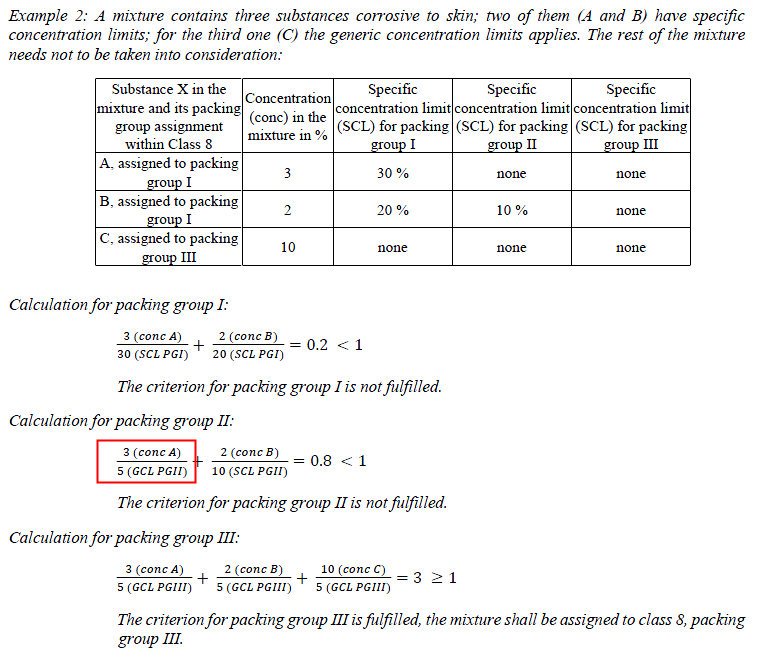 Example 2: A mixture contains three substances corrosive to skin; two of them (A and B) have specific
concentration limits; for the third one (C) the generic concentration limits applies. The rest of the mixture
needs not to be taken into consideration:
Substance X in the
mixture and its packing
group assignment
within Class 8
Concentration
(conc) in the
mixture in %
Specific
concentration limit
(SCL) for packing
group I
Specific
concentration limit
(SCL) for packing
group II
Specific
concentration limit
(SCL) for packing
group III
A, assigned to packing
group I
3
30 %
none
none
B, assigned to packing
group I
2
20 %
10 %
none
C, assigned to packing
group III
10
none
none
none
Calculation for packing group I:
3 (conc A) / 30 (SCL PGI) + 2 (conc B) / 20 (SCL PGI) = 0.2 < 1
The criterion for packing group I is not fulfilled.
Calculation for packing group II:
3 (conc A) / 5 (GCL PGII) + 2 (conc B) / 10 (SCL PGII) = 0.8 < 1
The criterion for packing group II is not fulfilled.
Calculation for packing group III:
3 (conc A) / 5 (GCL PGIII) + 2 (conc B) / 5 (GCL PGIII) + 10 (conc C) / 5 (GCL PGIII) = 3 ≥ 1
The criterion for packing group III is fulfilled, the mixture shall be assigned to class 8, packing
group III.